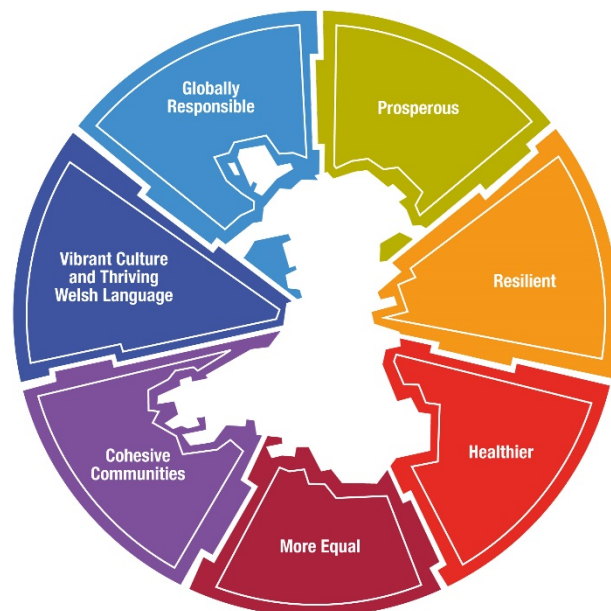 Globally
Responsible
Prosperous
Vibrant Culture
and Thriving
Welsh Language
Resilient
Cohesive
Communities
Healthier
More Equal